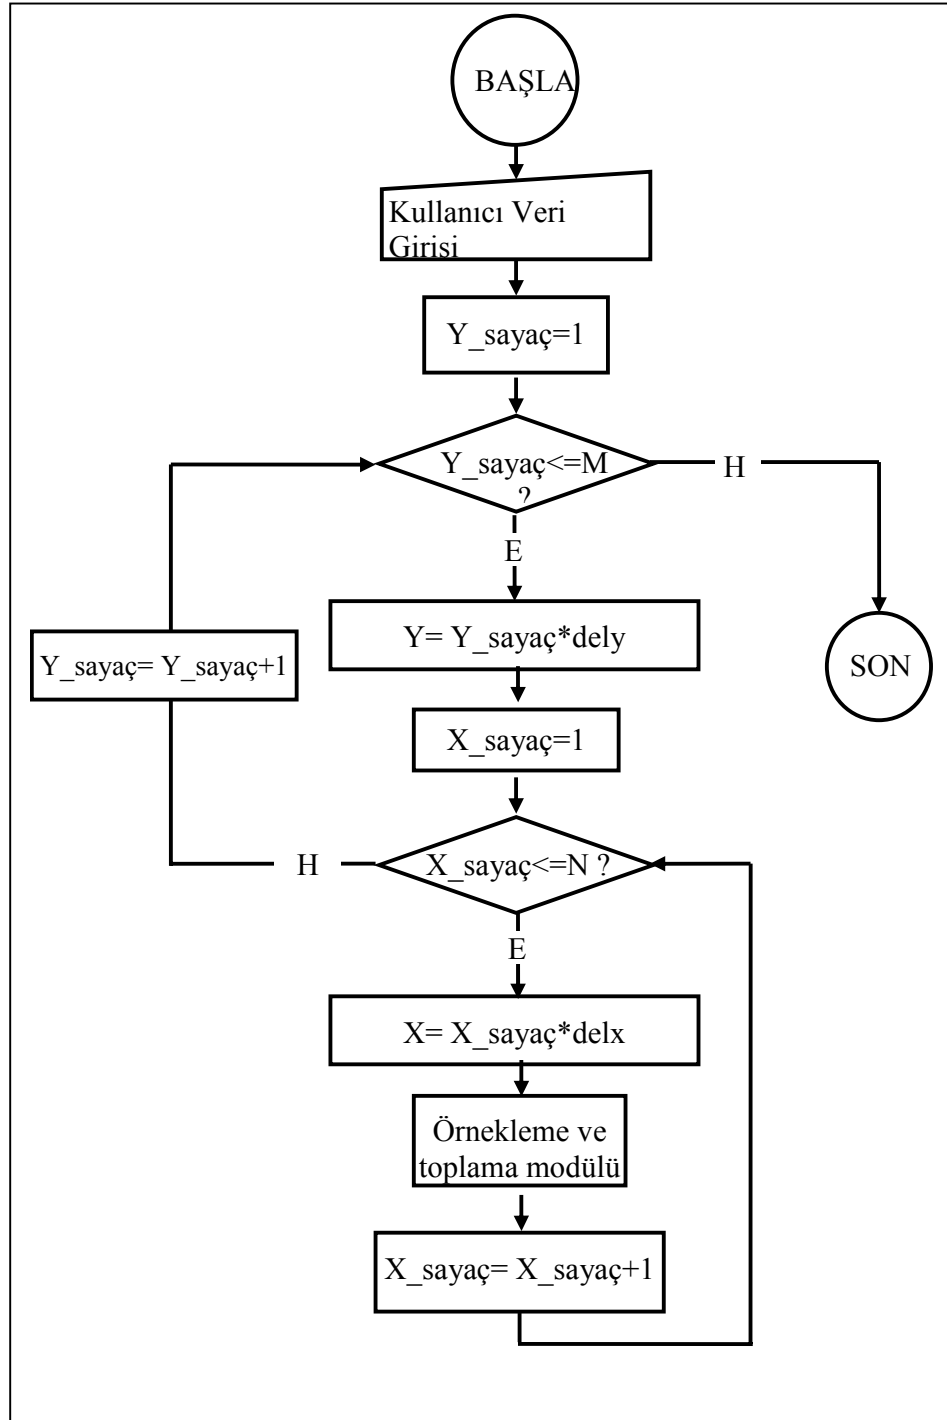 BAŞLA
Kullanıcı Veri
Girisi
Y_sayaç=1
Y_sayaç<=M
?
H
E
Y= Y_sayaç*dely
Y_sayaç= Y_sayaç+1
SON
X_sayaç=1
X_sayaç<=N ?
H
E
X= X_sayaç*delx
Örnekleme ve
toplama modülü
X_sayaç= X_sayaç+1